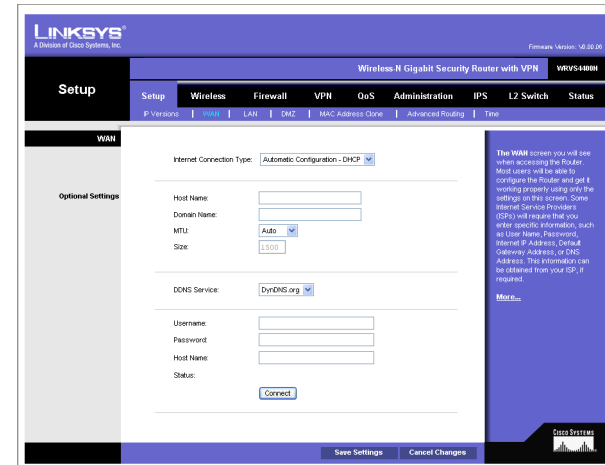 LINKSYS®
A Division of Cisco Systems, Inc.
Firmware Version: V0.00.06
Wireless-N Gigabit Security Router with VPN WRVS4400N
Setup
Setup Wireless Firewall VPN QoS Administration IPS L2 Switch Status
IP Versions | WAN | LAN | DMZ | MAC Address Clone | Advanced Routing | Time
WAN
Internet Connection Type: Automatic Configuration - DHCP
Optional Settings
Host Name:
Domain Name:
MTU: Auto
Size: 1500
DDNS Service: DynDNS.org
Username:
Password:
Host Name:
Status:
Connect
The WAN screen you will see
when accessing the Router.
Most users will be able to
configure the Router and get it
working properly using only the
settings on this screen. Some
Internet Service Providers
(ISPs) will require that you
enter specific information, such
as User Name, Password,
Internet IP Address, Default
Gateway Address, or DNS
Address. This information can
be obtained from your ISP, if
required.
More...
Save Settings Cancel Changes
CISCO SYSTEMS